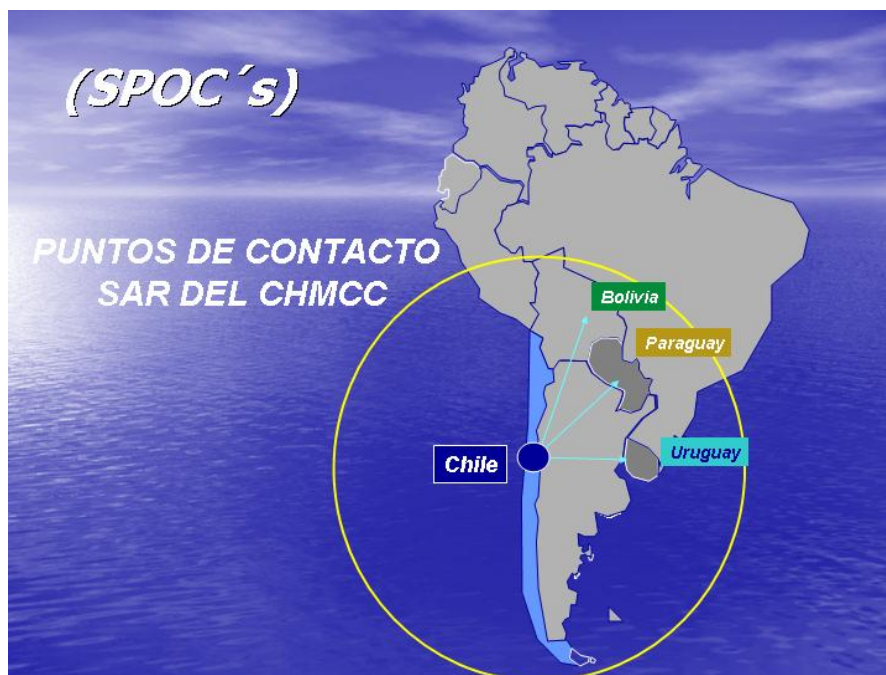 (SPOC´s)
PUNTOS DE CONTACTO
SAR DEL CHMCC
Bolivia
Paraguay
Chile
Uruguay